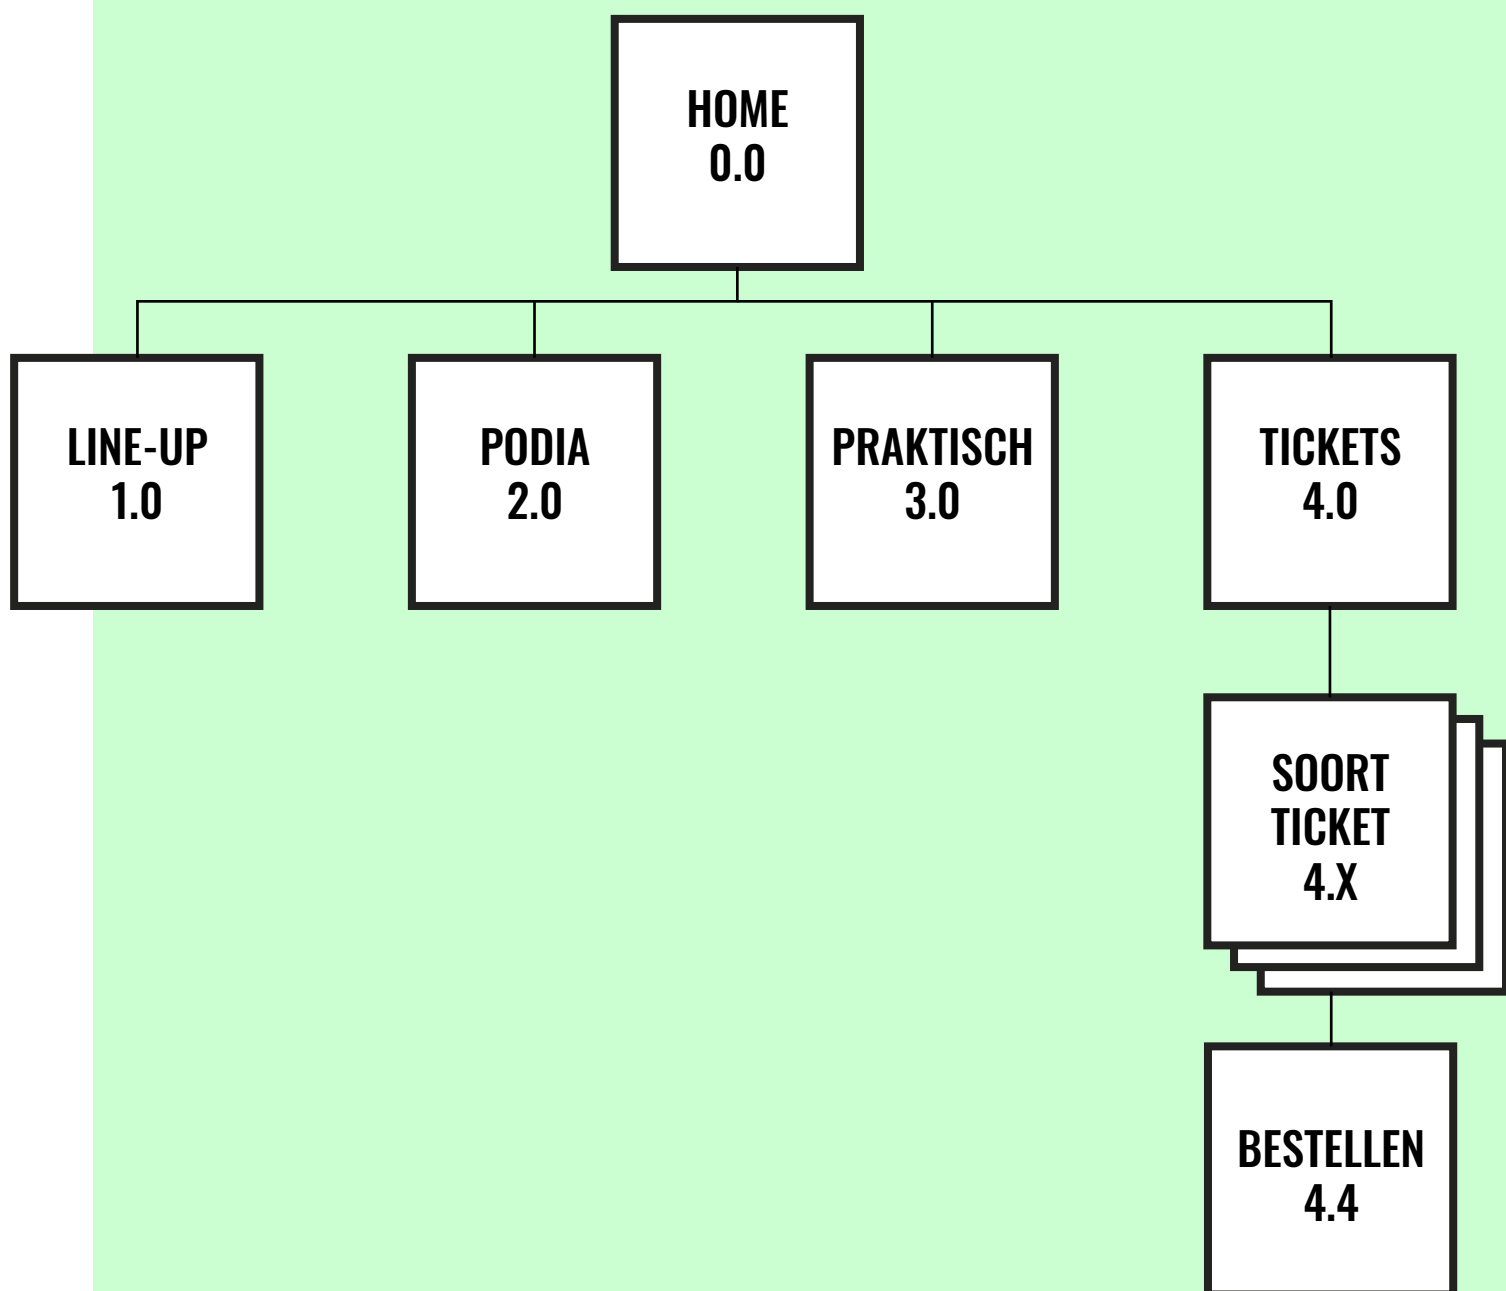 HOME
0.0
LINE-UP
1.0
PODIA
2.0
PRAKTISCH
3.0
TICKETS
4.0
SOORT
TICKET
4.X
BESTELLEN
4.4